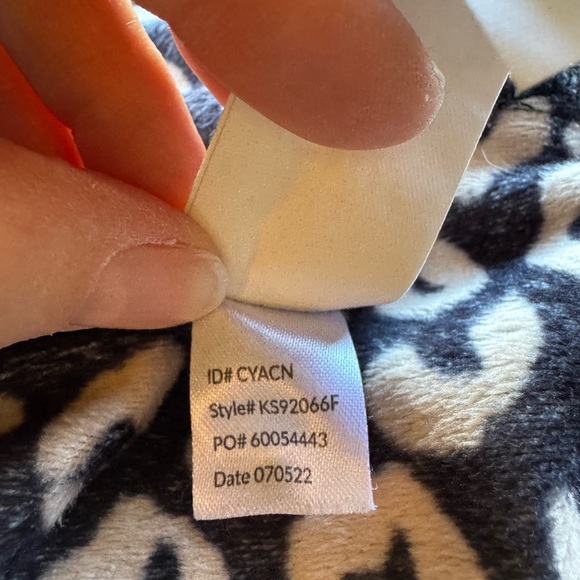 ID# CYACN
Style# KS92066F
PO# 60054443
Date 070522